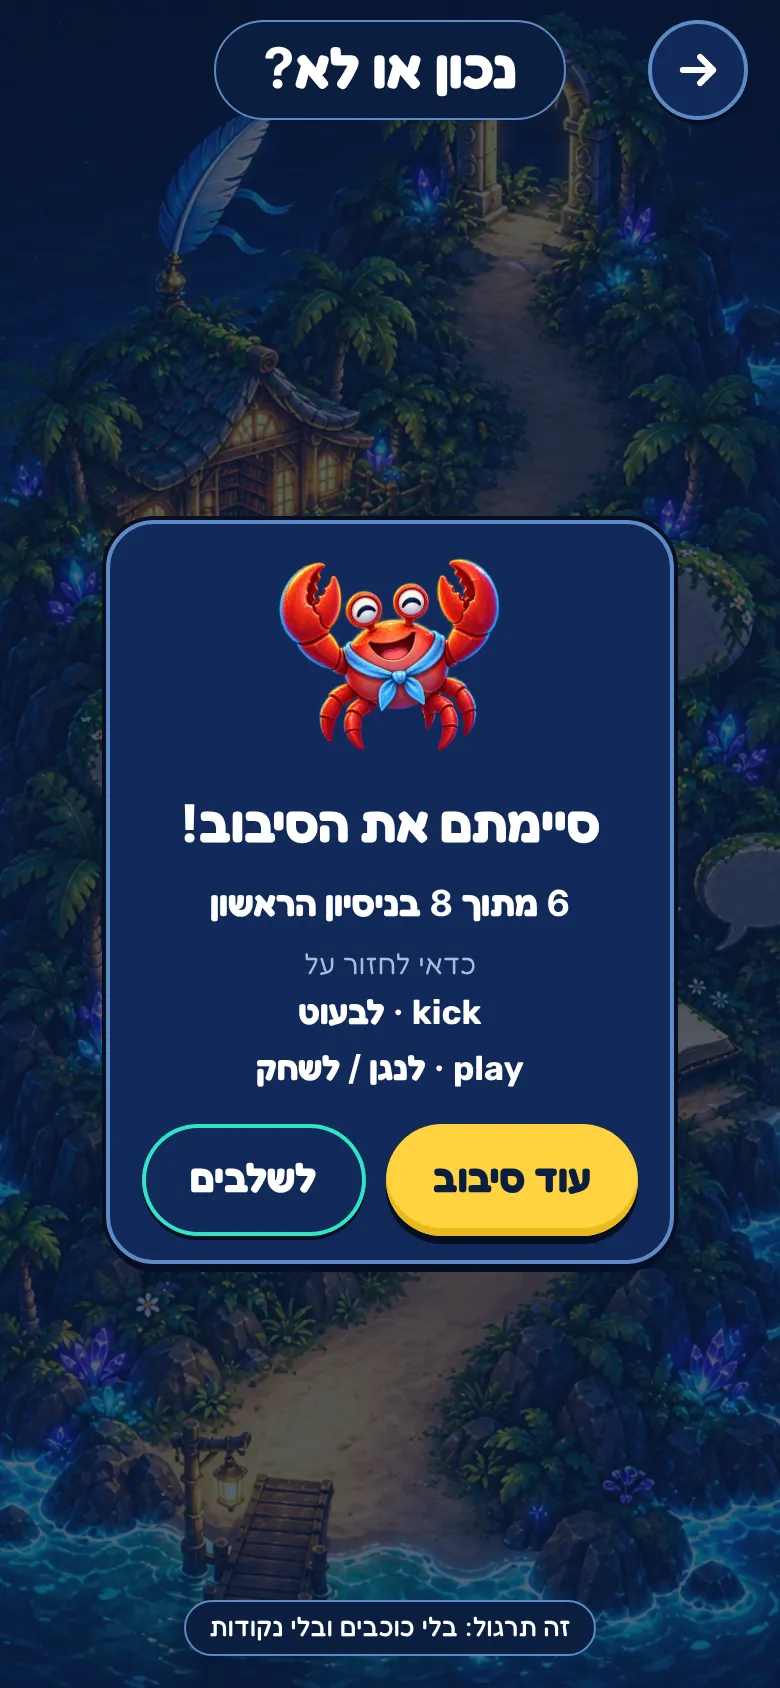 נכון או לא?
סיימתם את הסיבוב!
6 מתוך 8 בניסיון הראשון
כדאי לחזור על
kick · לבעוט
play · לנגן / לשחק
עוד סיבוב
לשלבים
זה תרגול: בלי כוכבים ובלי נקודות